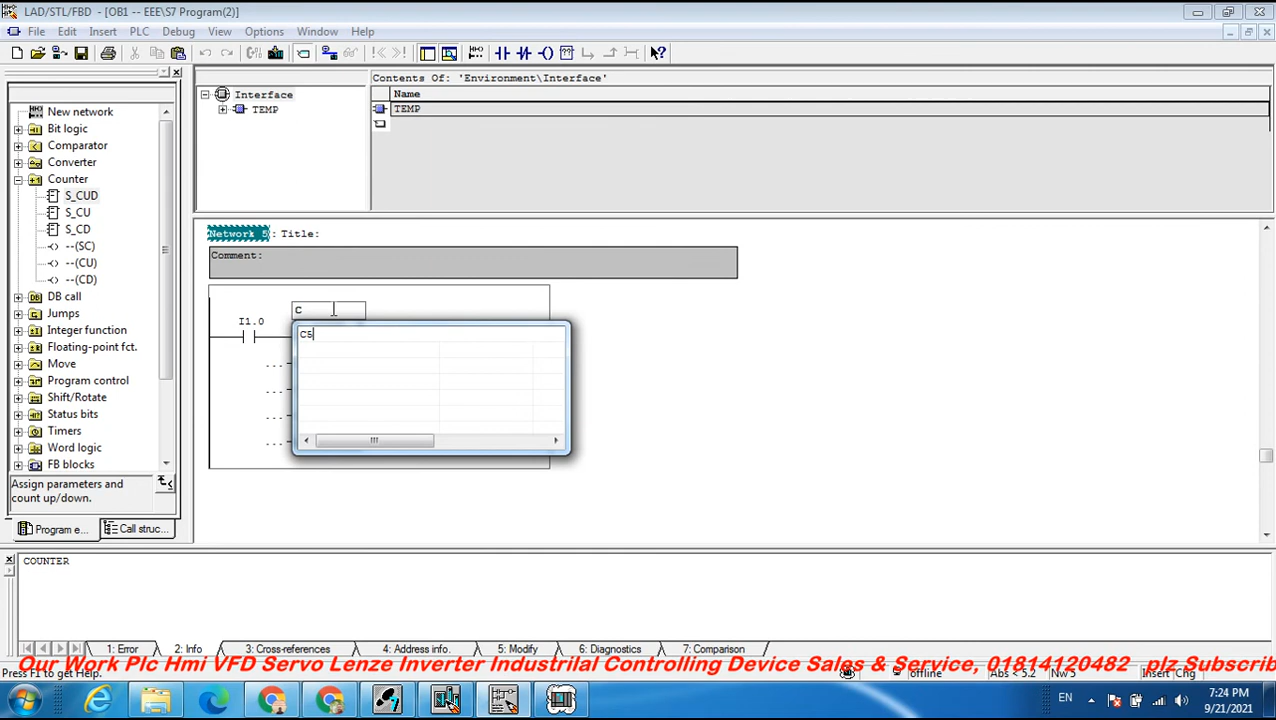 LAD/STL/FBD - [OB1 -- EEE\S7 Program(2)]
File Edit Insert PLC Debug View Options Window Help
Contents Of: 'Environment\Interface'
Interface
TEMP
Name
TEMP
New network
Bit logic
Comparator
Converter
Counter
S_CUD
S_CU
S_CD
--(SC)
--(CU)
--(CD)
DB call
Jumps
Integer function
Floating-point fct.
Move
Program control
Shift/Rotate
Status bits
Timers
Word logic
FB blocks
Assign parameters and
count up/down.
Program e...
Call struc...
Network 5: Title:
Comment:
C
I1.0
C5
...
...
...
...
COUNTER
1: Error 2: Info 3: Cross-references 4: Address info. 5: Modify 6: Diagnostics 7: Comparison
Our Work Plc Hmi VFD Servo Lenze Inverter Industrilal Controlling Device Sales & Service, 01814120482 plz Subscrib
Press F1 to get Help.
offline
Abs < 5.2
Nw 5
Insert
Chg
EN
7:24 PM
9/21/2021